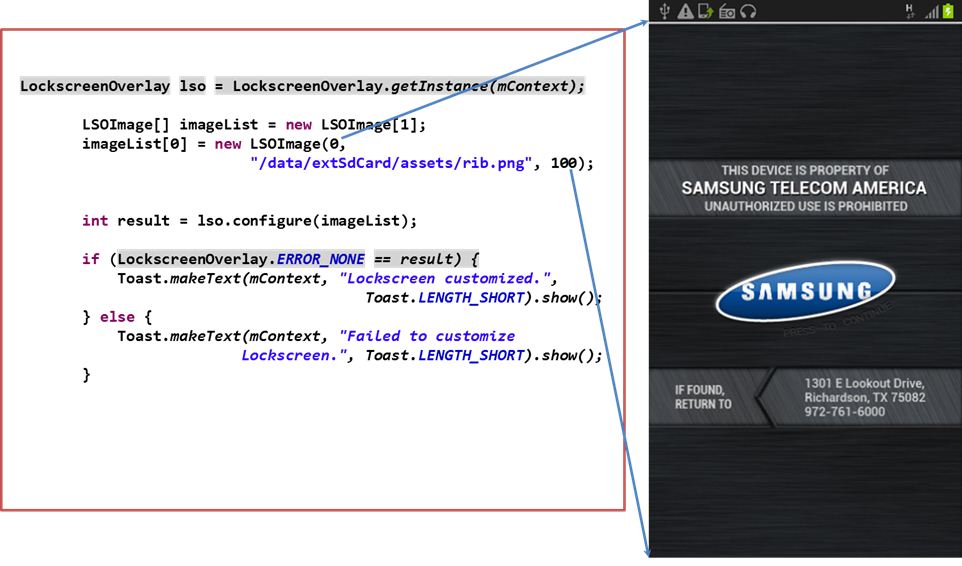 LockscreenOverlay lso = LockscreenOverlay.getInstance(mContext);
LSOImage[] imageList = new LSOImage[1];
imageList[0] = new LSOImage(0,
"/data/extSdCard/assets/rib.png", 100);
int result = lso.configure(imageList);
if (LockscreenOverlay.ERROR_NONE == result) {
Toast.makeText(mContext, "Lockscreen customized.",
Toast.LENGTH_SHORT).show();
} else {
Toast.makeText(mContext, "Failed to customize
Lockscreen.", Toast.LENGTH_SHORT).show();
}
H
THIS DEVICE IS PROPERTY OF
SAMSUNG TELECOM AMERICA
UNAUTHORIZED USE IS PROHIBITED
SAMSUNG
PRESS TO CONTINUE
IF FOUND,
RETURN TO
1301 E Lookout Drive,
Richardson, TX 75082
972-761-6000